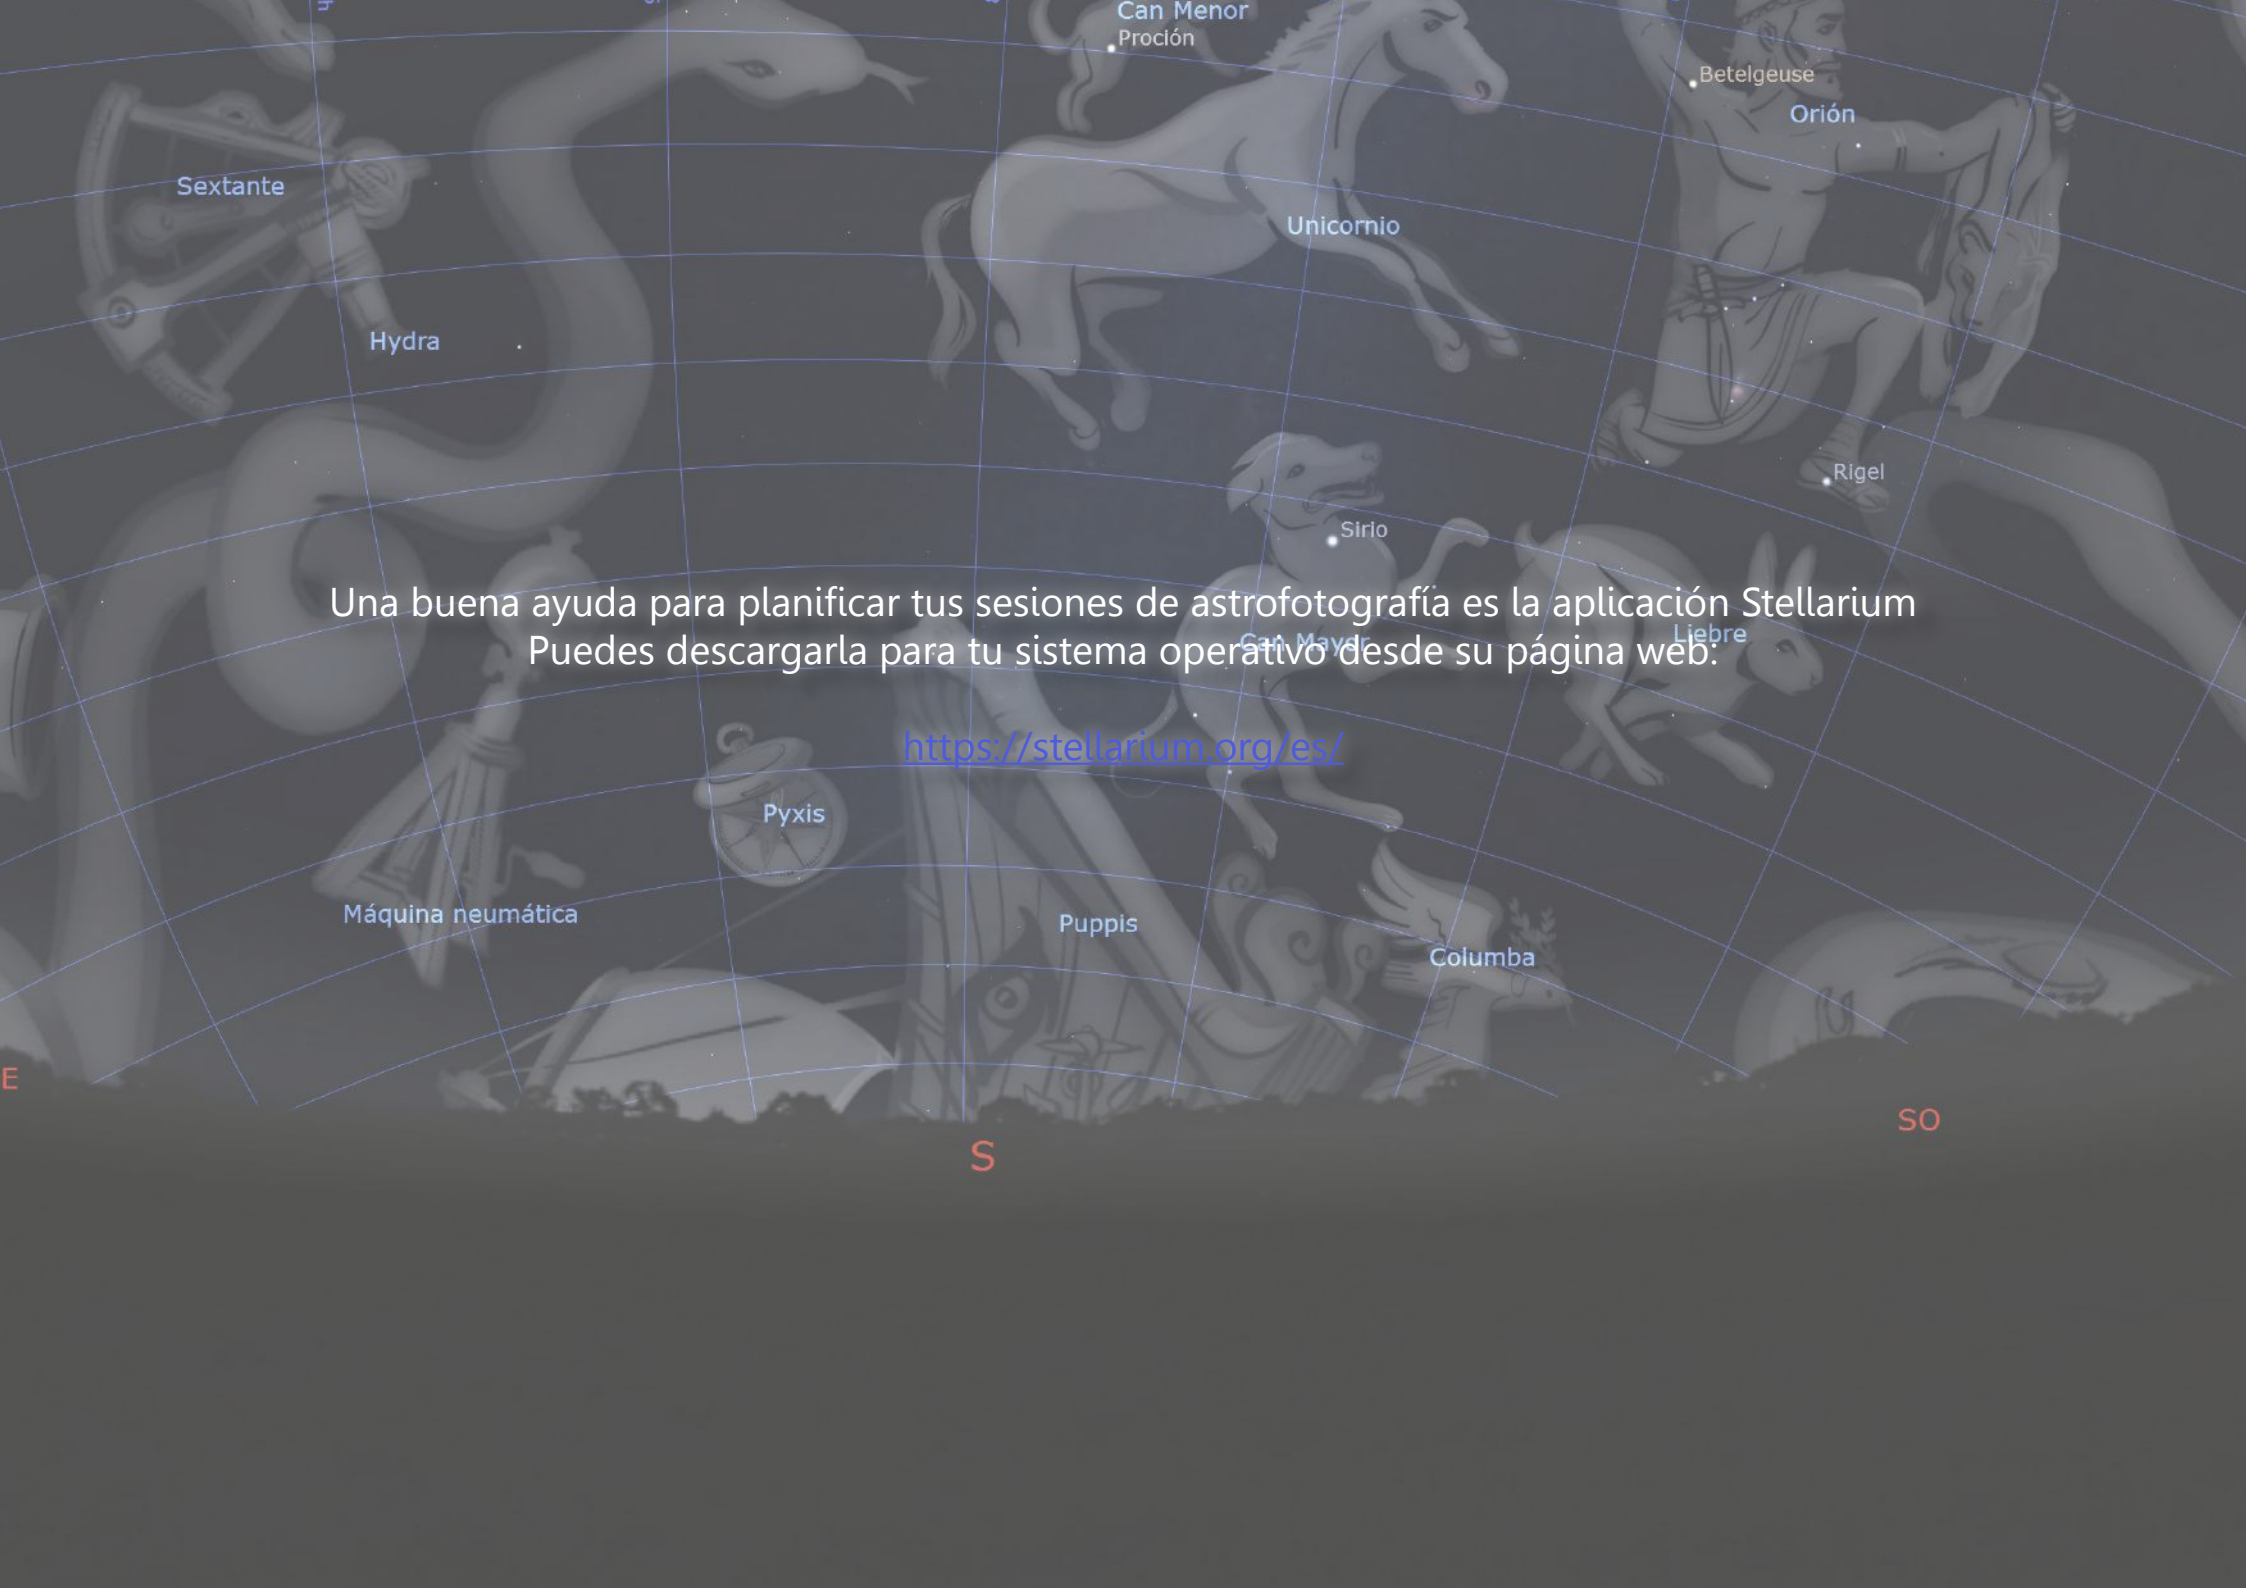 Can Menor
Proción
Betelgeuse
Orión
Sextante
Unicornio
Hydra
Rigel
Sirio
Una buena ayuda para planificar tus sesiones de astrofotografía es la aplicación Stellarium
Liebre
Can Mayor
Puedes descargarla para tu sistema operativo desde su página web:
https://stellarium.org/es/
Pyxis
Máquina neumática
Puppis
Columba
E
SO
S